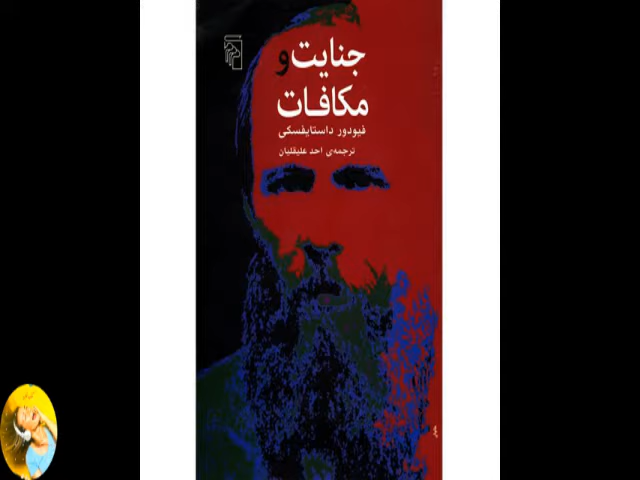 جنایت و
مکافات
فیودور داستایفسکی
ترجمه‌ی احد علیقلیان